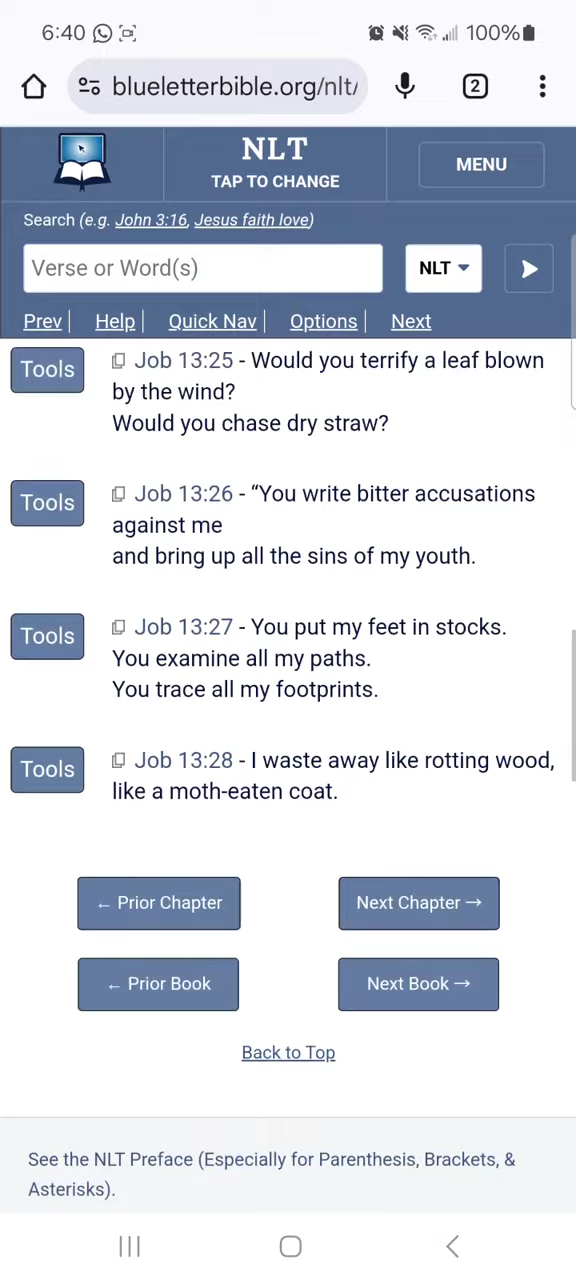 6:40 100%
blueletterbible.org/nlt/ 2
NLT
TAP TO CHANGE
MENU
Search (e.g. John 3:16, Jesus faith love)
Verse or Word(s) NLT
Prev | Help | Quick Nav | Options | Next
Tools Job 13:25 - Would you terrify a leaf blown
by the wind?
Would you chase dry straw?
Tools Job 13:26 - “You write bitter accusations
against me
and bring up all the sins of my youth.
Tools Job 13:27 - You put my feet in stocks.
You examine all my paths.
You trace all my footprints.
Tools Job 13:28 - I waste away like rotting wood,
like a moth-eaten coat.
← Prior Chapter Next Chapter →
← Prior Book Next Book →
Back to Top
See the NLT Preface (Especially for Parenthesis, Brackets, &
Asterisks).